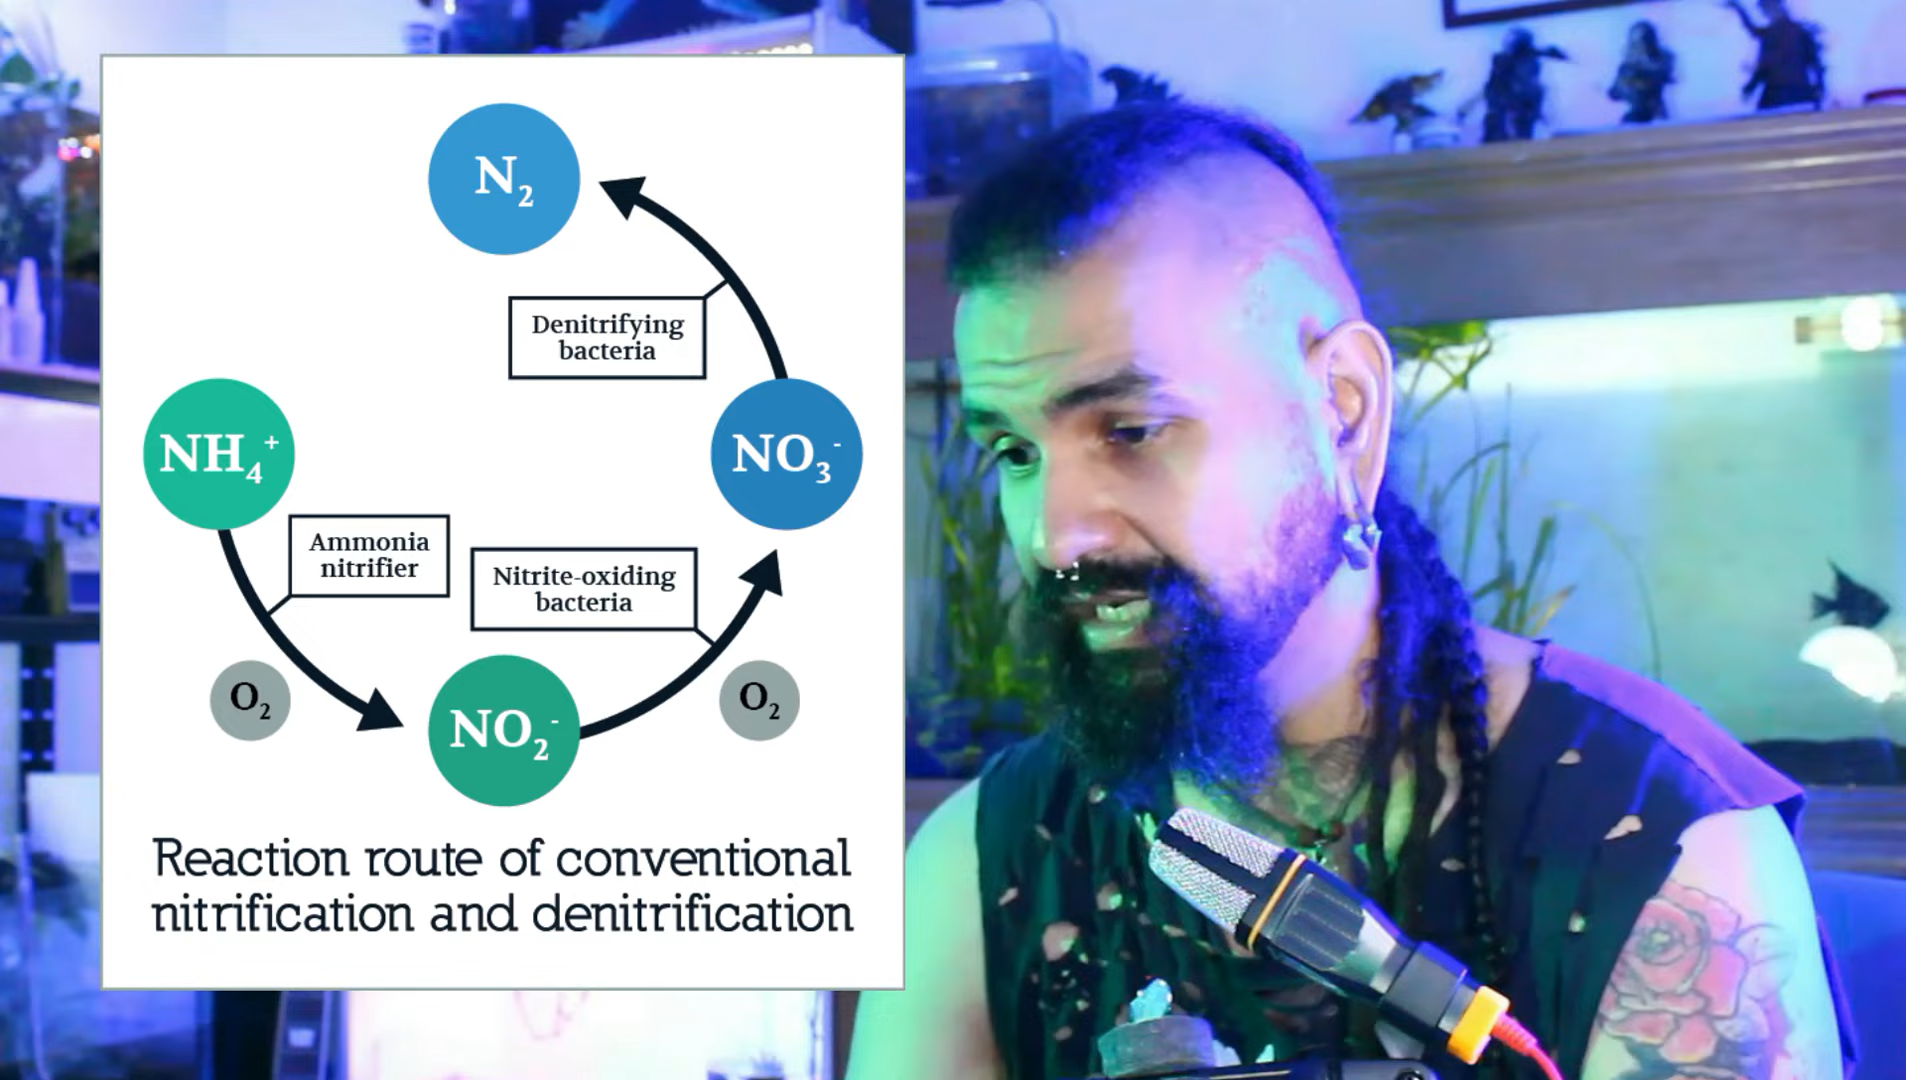 N₂
Denitrifying
bacteria
NH₄⁺
NO₃⁻
Ammonia
nitrifier
Nitrite-oxiding
bacteria
O₂
O₂
NO₂⁻
Reaction route of conventional
nitrification and denitrification